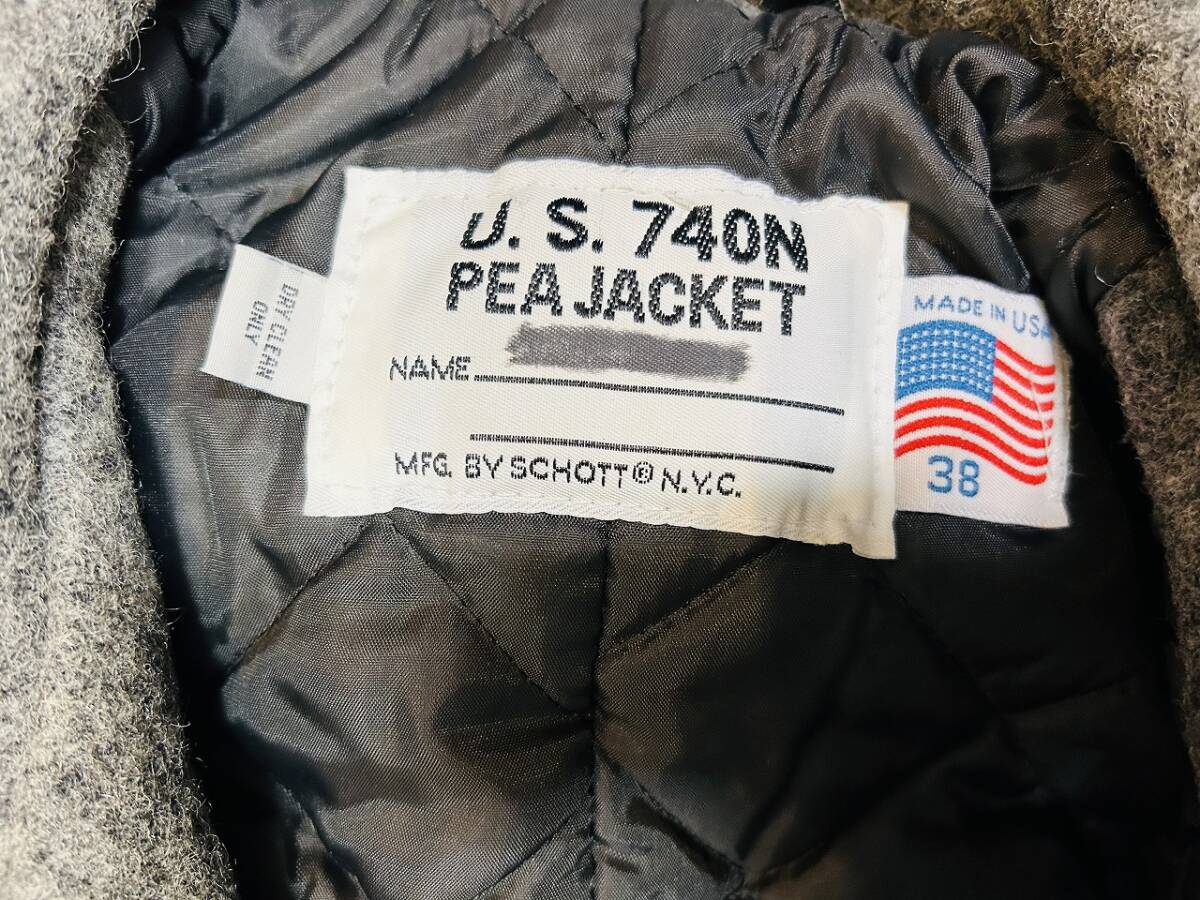 U. S. 740N
PEA JACKET
NAME
MFG. BY SCHOTT® N.Y.C.
DRY CLEAN
ONLY
MADE IN USA
38